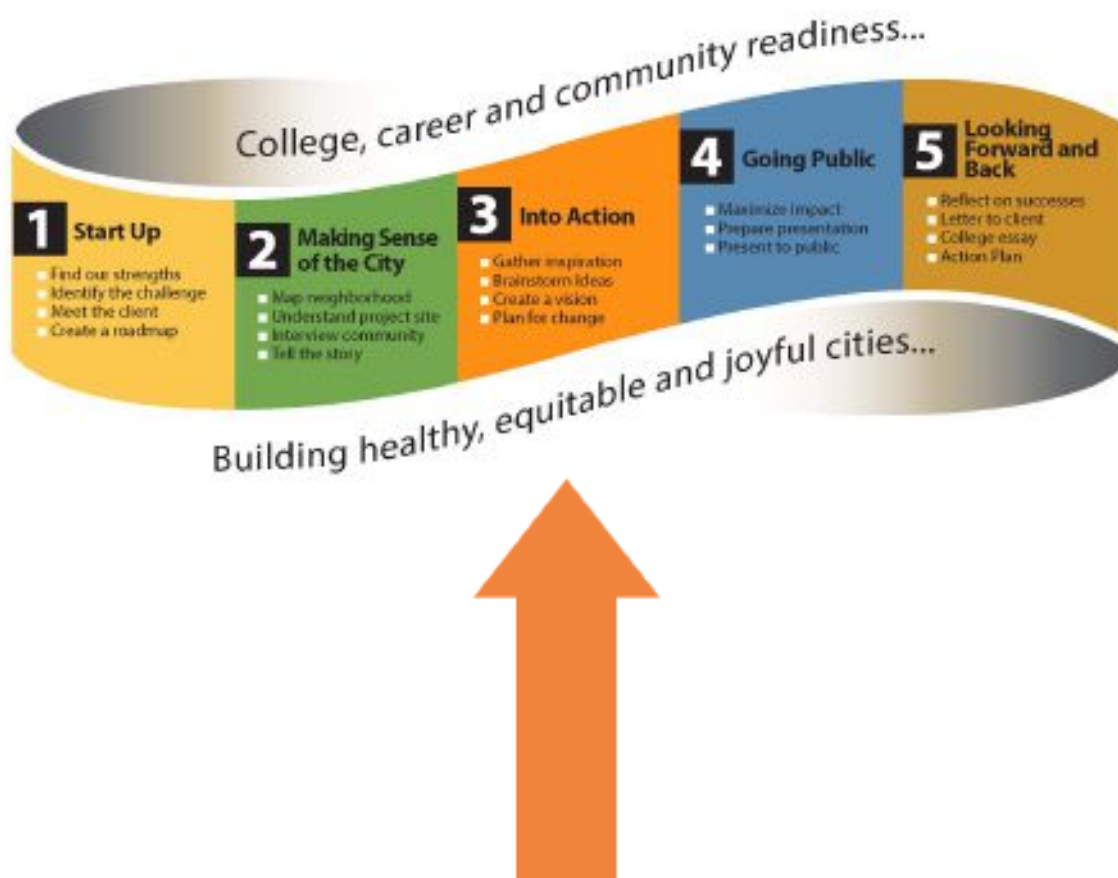 College, career and community readiness...
1 Start Up
Find our strengths
Identify the challenge
Meet the client
Create a roadmap
2 Making Sense
of the City
Map neighborhood
Understand project site
Interview community
Tell the story
3 Into Action
Gather inspiration
Brainstorm Ideas
Create a vision
Plan for change
4 Going Public
Maximize impact
Prepare presentation
Present to public
5 Looking
Forward and
Back
Reflect on successes
Letter to client
College essay
Action Plan
Building healthy, equitable and joyful cities...